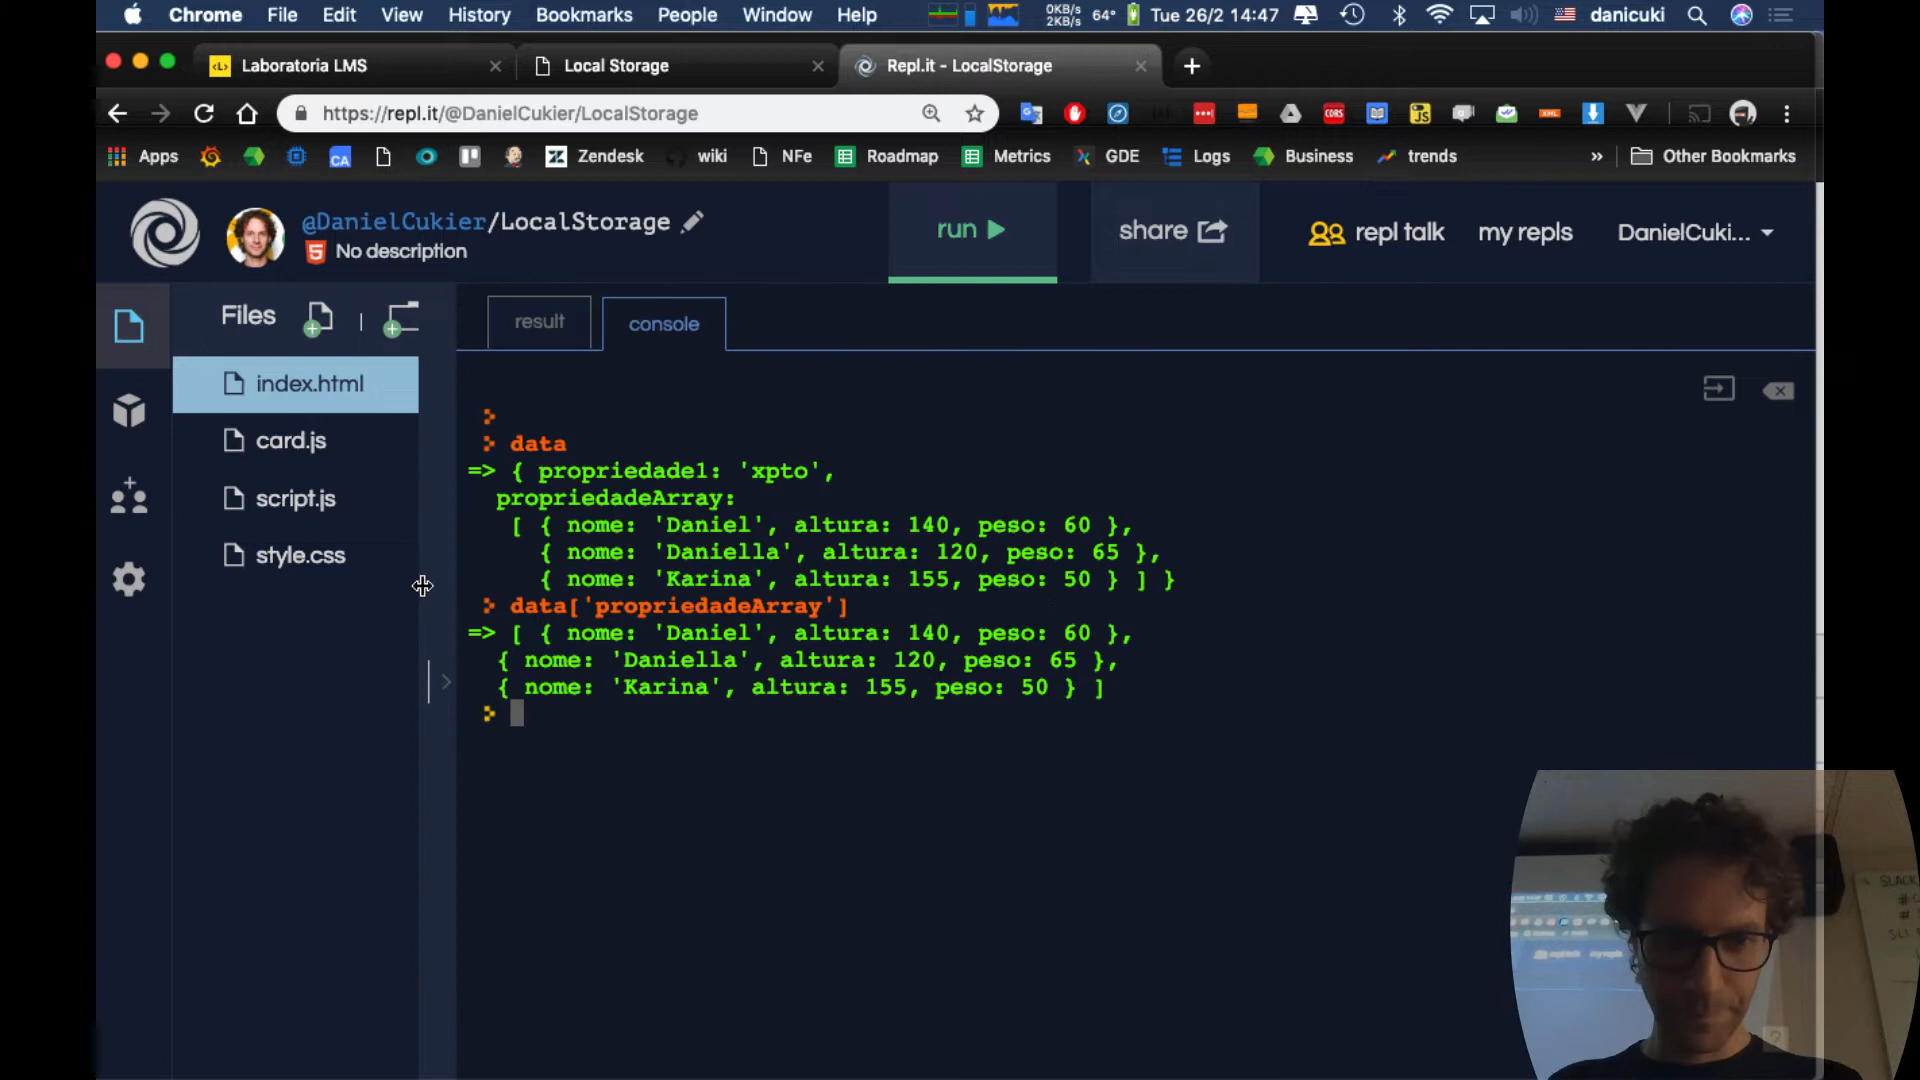 Chrome File Edit View History Bookmarks People Window Help 0KB/s 2KB/s 64° Tue 26/2 14:47 danicuki
Laboratoria LMS Local Storage Repl.it - LocalStorage
https://repl.it/@DanielCukier/LocalStorage
Apps CA Zendesk wiki NFe Roadmap Metrics GDE Logs Business trends » Other Bookmarks
@DanielCukier/LocalStorage
No description
run share repl talk my repls DanielCuki...
Files
result console
index.html
card.js
script.js
style.css
> data
=> { propriedade1: 'xpto',
propriedadeArray:
[ { nome: 'Daniel', altura: 140, peso: 60 },
{ nome: 'Daniella', altura: 120, peso: 65 },
{ nome: 'Karina', altura: 155, peso: 50 } ] }
> data['propriedadeArray']
=> [ { nome: 'Daniel', altura: 140, peso: 60 },
{ nome: 'Daniella', altura: 120, peso: 65 },
{ nome: 'Karina', altura: 155, peso: 50 } ]
>
SLACK